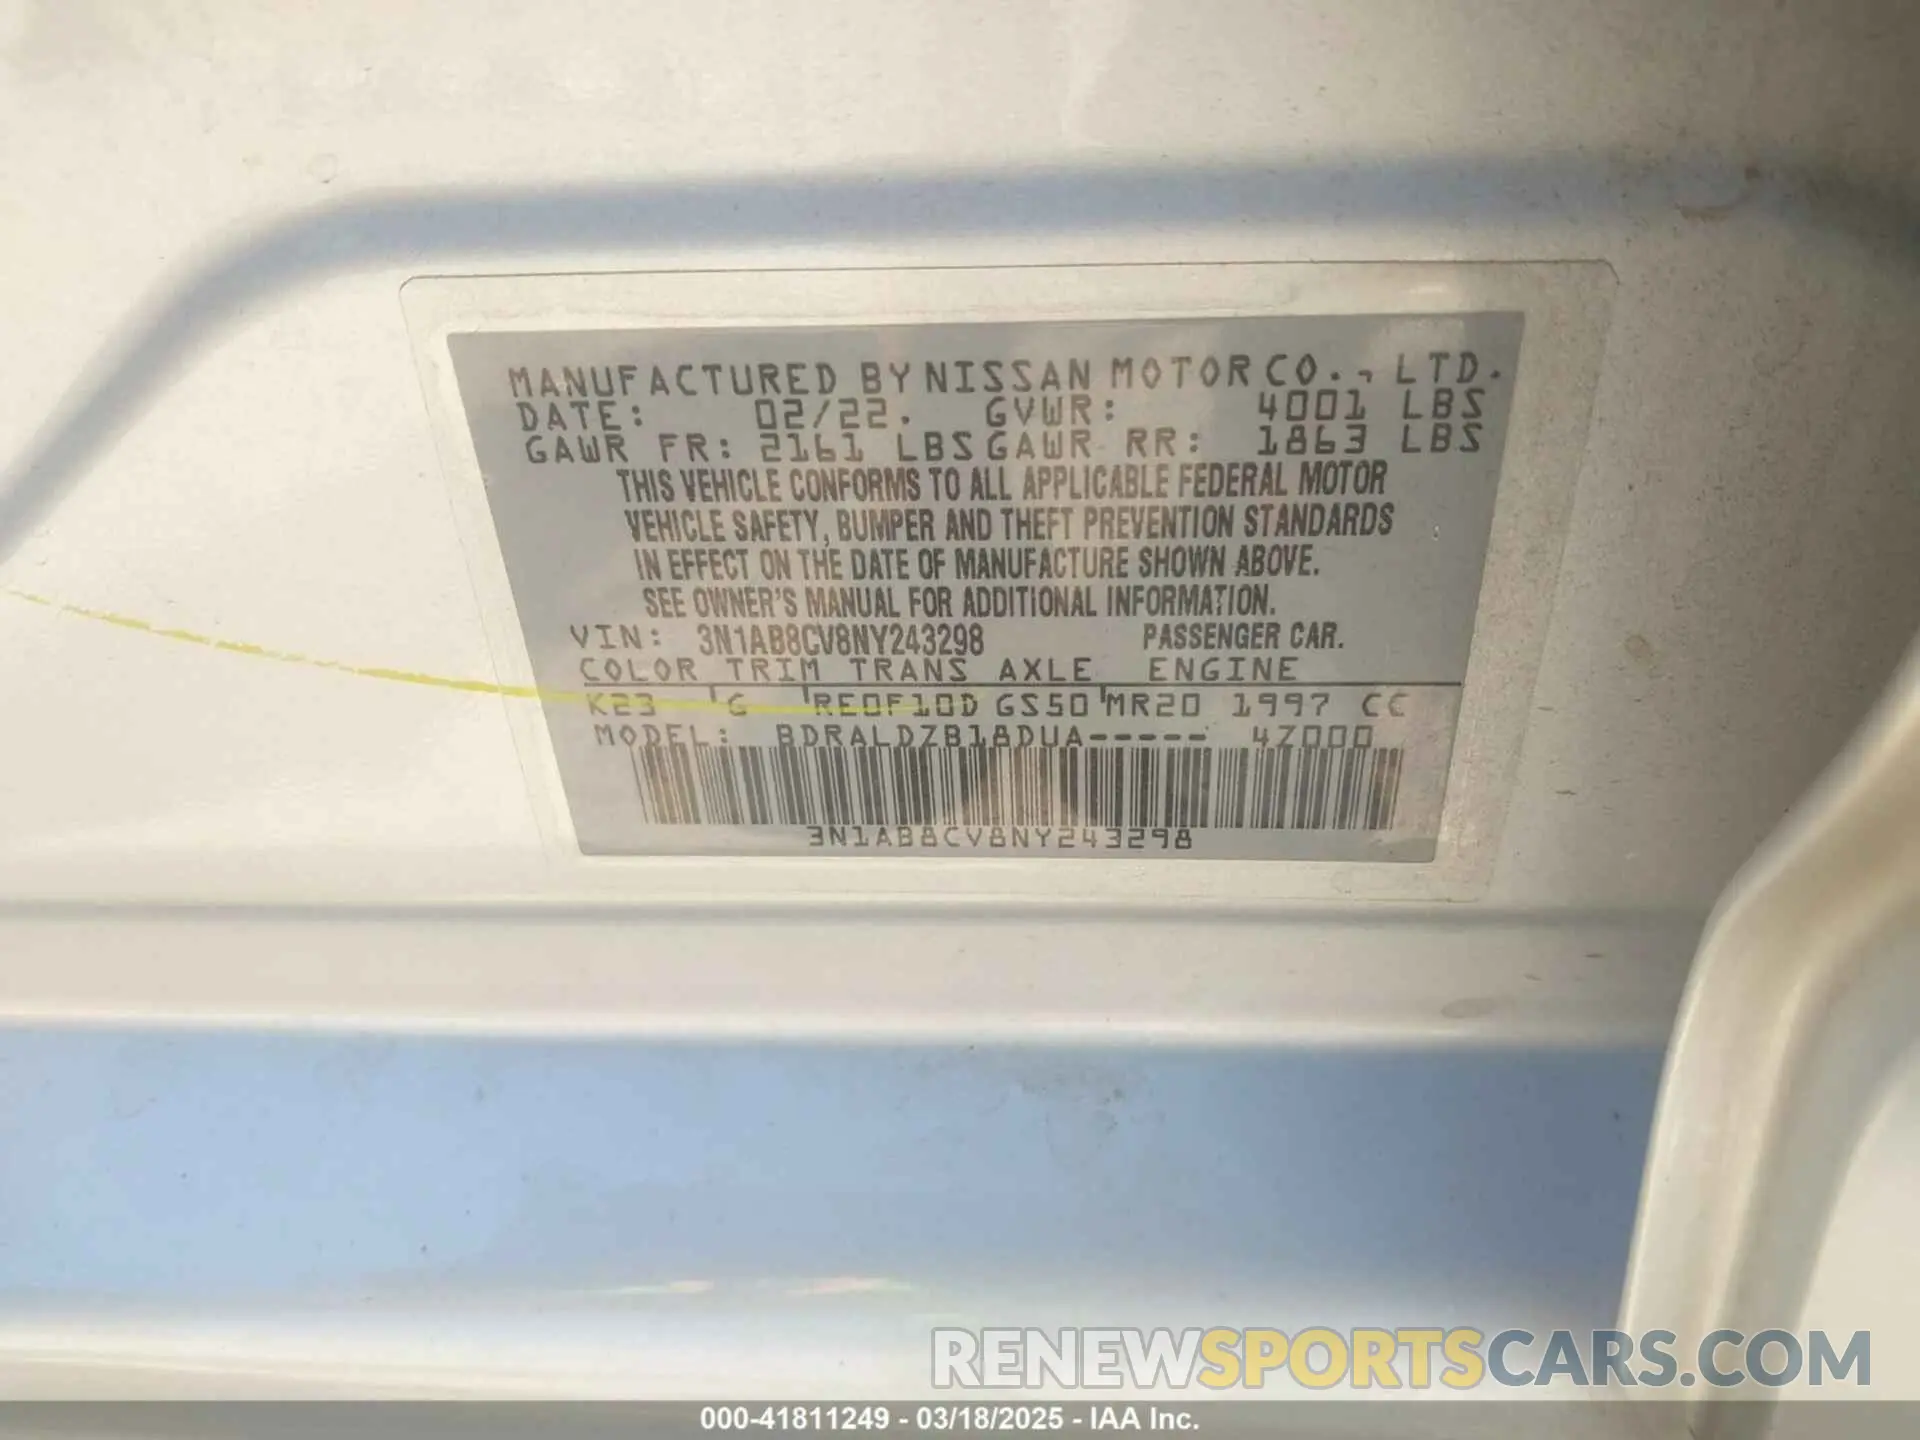 MANUFACTURED BY NISSAN MOTOR CO., LTD.
DATE: 02/22. GVWR: 4001 LBS
GAWR FR: 2161 LBS GAWR RR: 1863 LBS
THIS VEHICLE CONFORMS TO ALL APPLICABLE FEDERAL MOTOR
VEHICLE SAFETY, BUMPER AND THEFT PREVENTION STANDARDS
IN EFFECT ON THE DATE OF MANUFACTURE SHOWN ABOVE.
SEE OWNER'S MANUAL FOR ADDITIONAL INFORMATION.
VIN: 3N1AB8CV8NY243298 PASSENGER CAR.
COLOR TRIM TRANS AXLE ENGINE
K23 G RE0F10D GS50 MR20 1997 CC
MODEL: BDRALDZB18DUA----- 4Z000
3N1AB8CV8NY243298
RENEWSPORTSCARS.COM
000-41811249 - 03/18/2025 - IAA Inc.